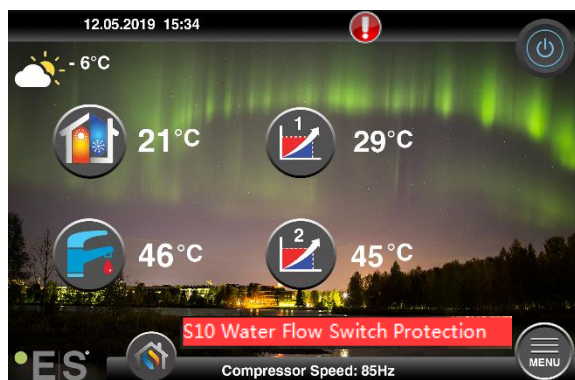 12.05.2019 15:34
- 6°C
21°C
1
29°C
46°C
2
45°C
S10 Water Flow Switch Protection
ES
Compressor Speed: 85Hz
MENU